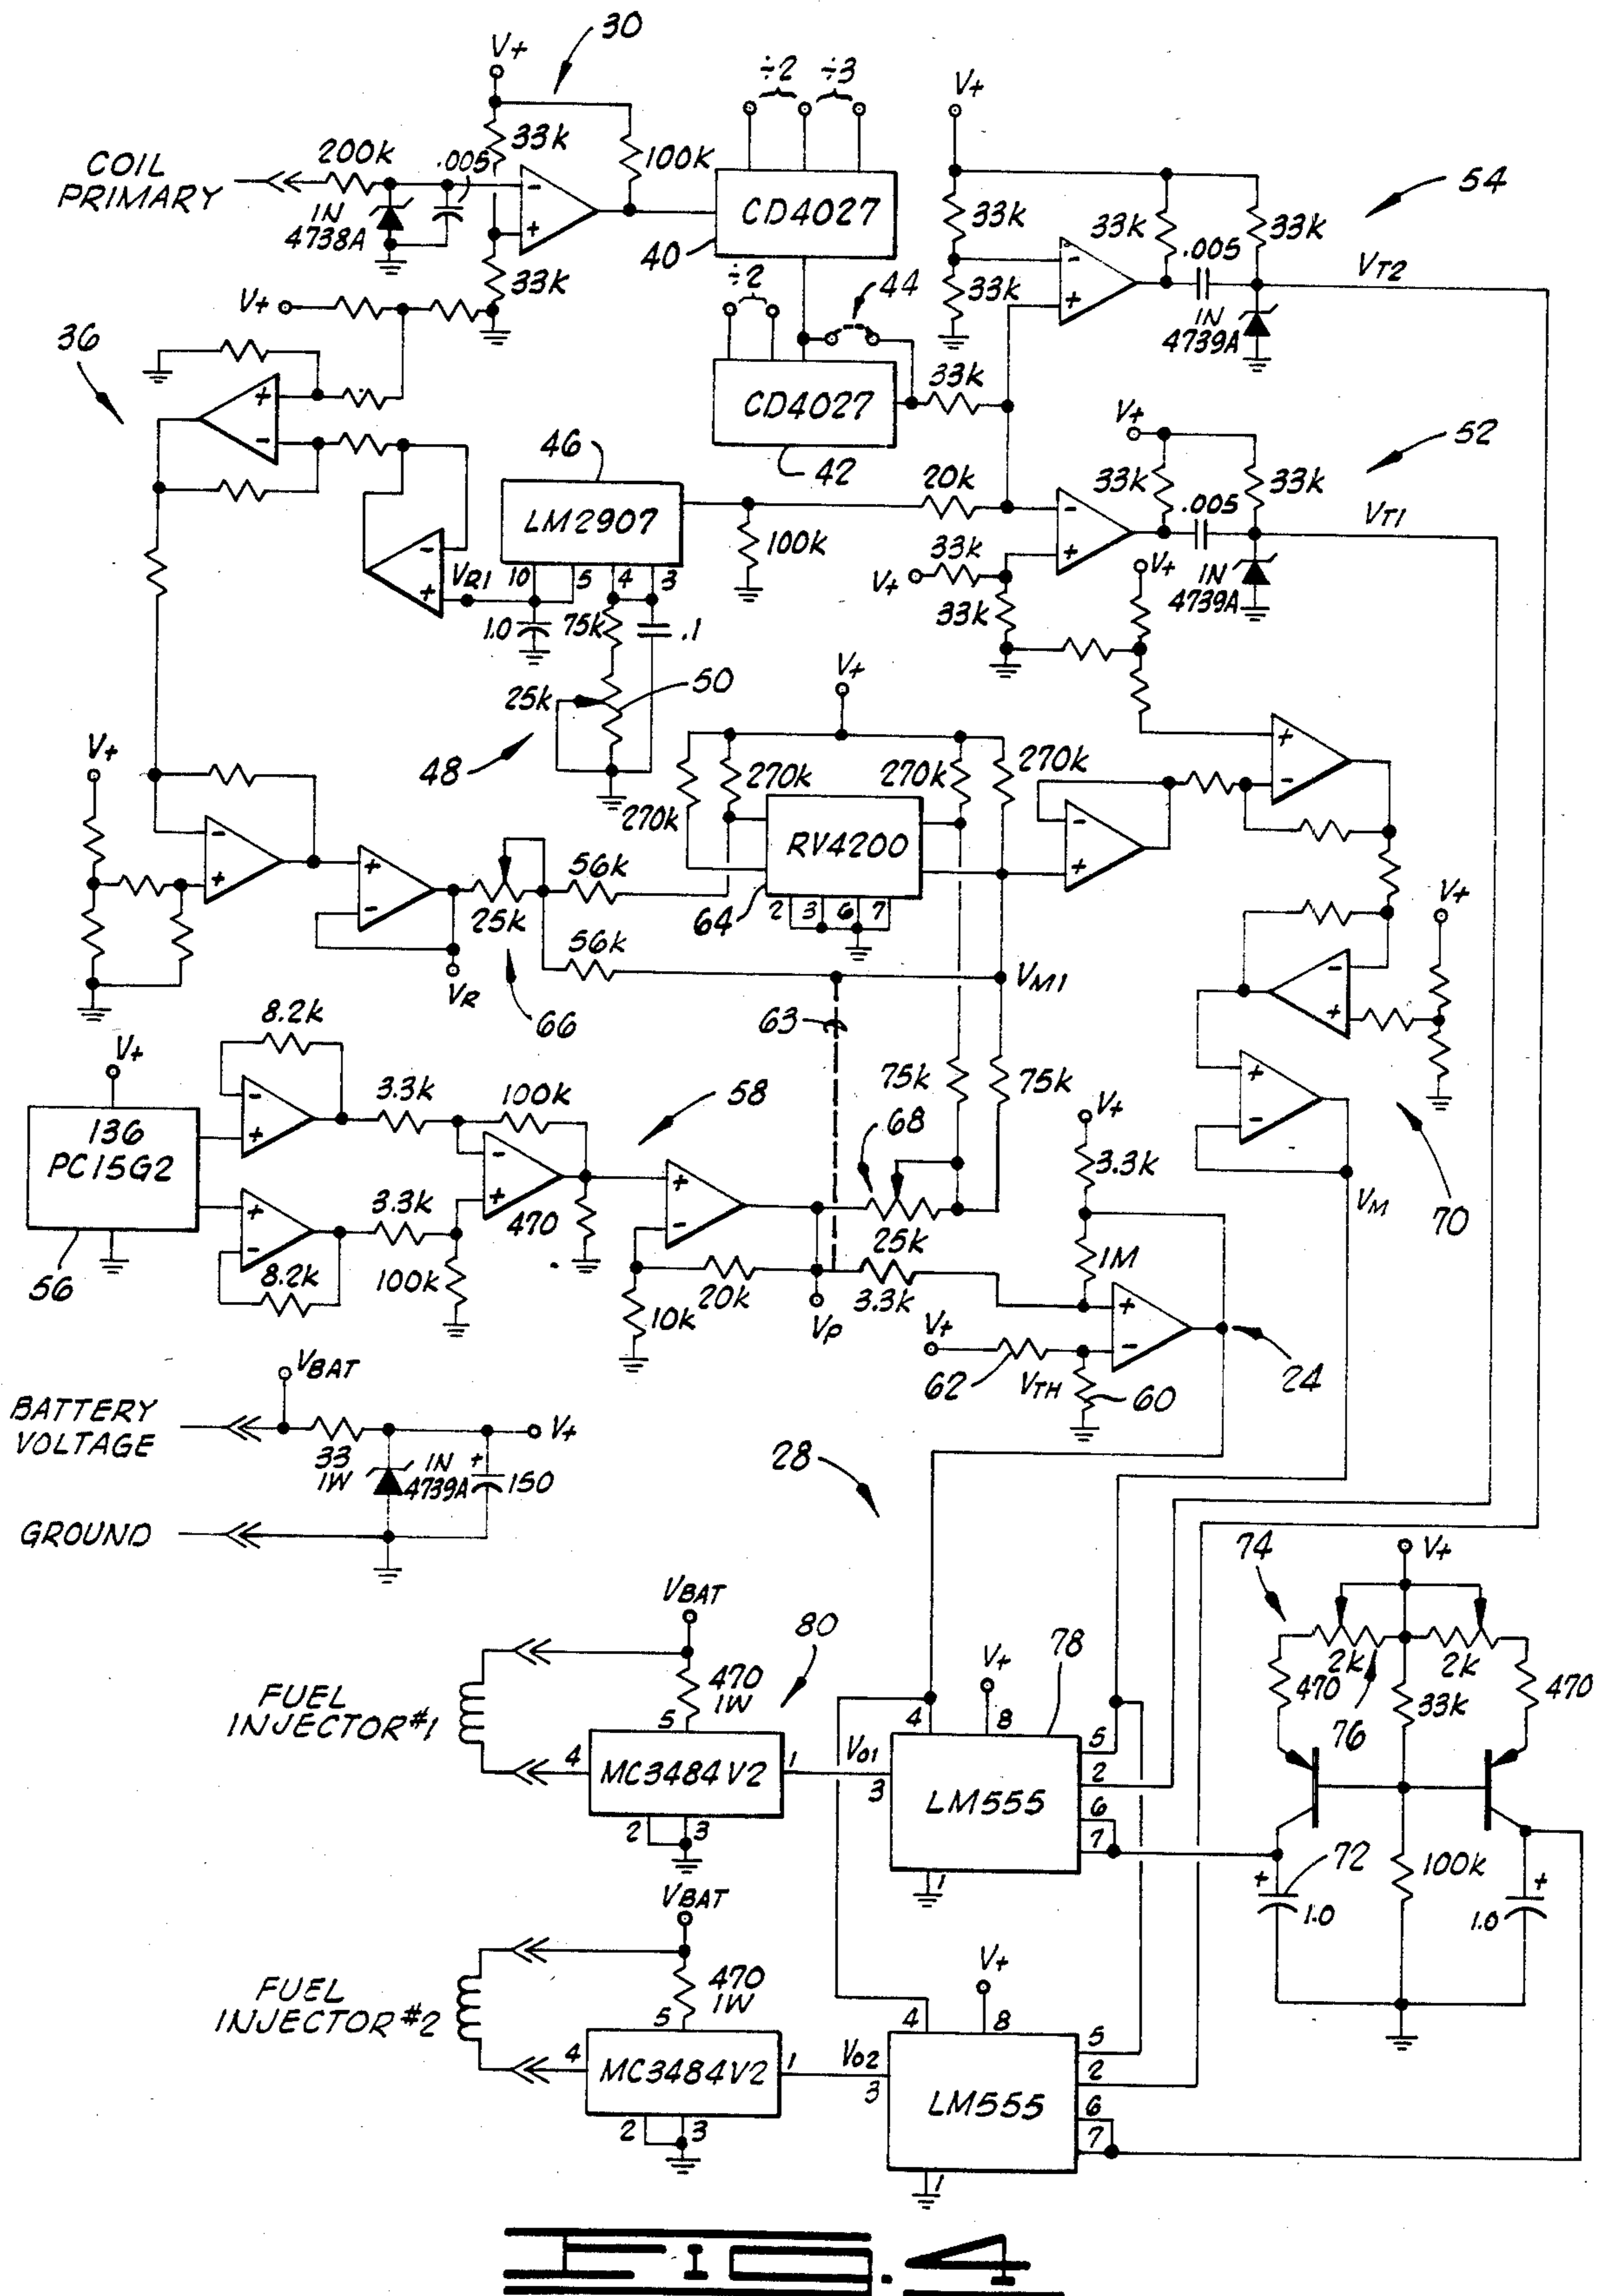 30
V+
÷2 ÷3
V+
33k
100k
COIL
PRIMARY
200k
.005
IN
4738A
- +
CD4027
40
33k
33k
33k
.005
33k
54
VT2
V+
33k
÷2
44
- +
IN
4739A
36
+ -
CD4027
42
33k
V+
33k
.005
33k
52
VT1
46
LM2907
10 5 4 3
20k
100k
- +
V+
33k
33k
V+
IN
4739A
- +
VR1
1.0
75k
.1
25k
50
48
V+
270k
270k
270k
270k
RV4200
64
2 3 6 7
V+
- +
+ -
25k
56k
56k
VR
66
- +
+ -
V+
- +
VM1
63
75k
75k
+ -
VM
70
V+
136
PC15G2
56
8.2k
- +
3.3k
100k
58
+ -
8.2k
3.3k
100k
- +
470
+ -
10k
20k
VP
68
25k
3.3k
V+
3.3k
1M
+ -
V+
62
VTH
60
24
BATTERY
VOLTAGE
VBAT
33
1W
IN
4739A
+
150
V+
GROUND
28
74
V+
2k
2k
470
76
33k
470
100k
+
72
1.0
+
1.0
FUEL
INJECTOR #1
VBAT
80
470
1W
5
4
MC3484V2
1
2 3
VO1
3
78
V+
4 8
LM555
5
2
6
7
1
FUEL
INJECTOR #2
VBAT
470
1W
5
4
MC3484V2
1
2 3
VO2
3
V+
4 8
LM555
5
2
6
7
1
FIG.4